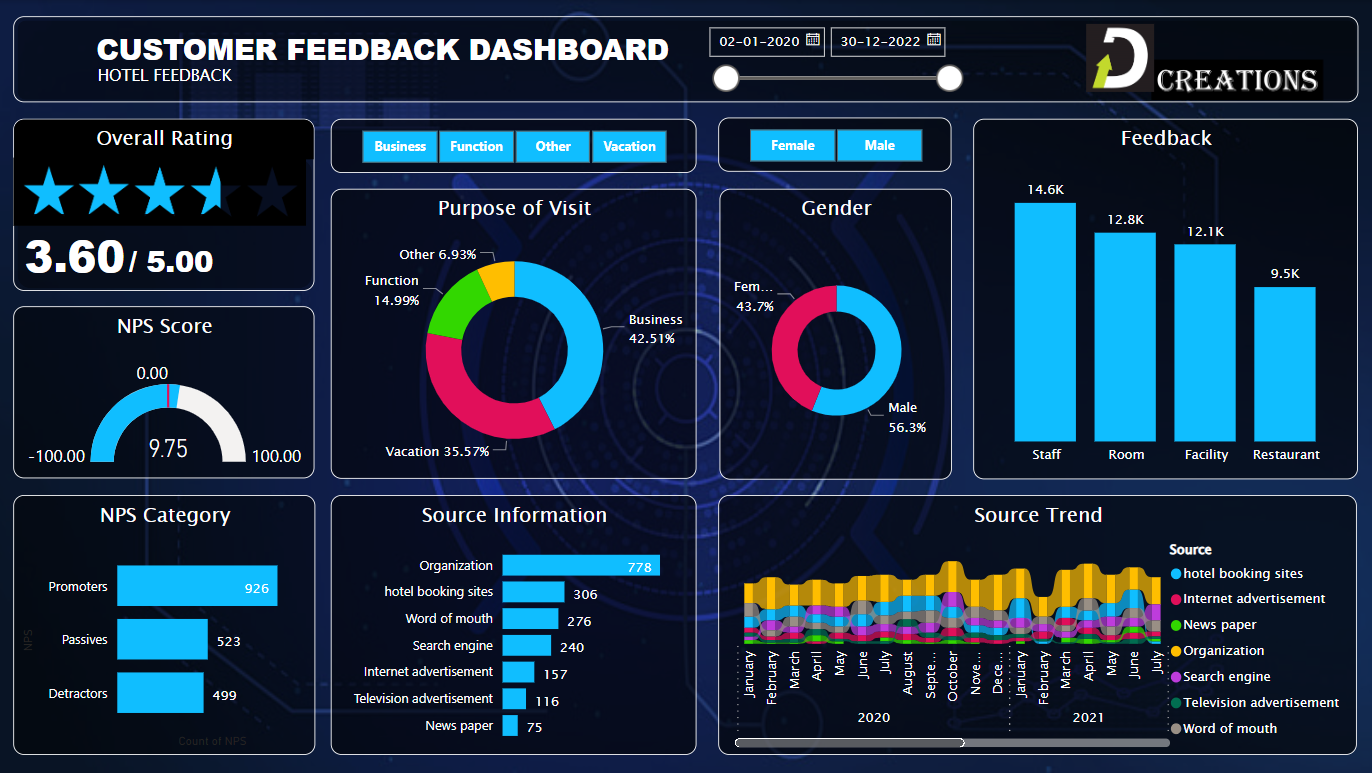 CUSTOMER FEEDBACK DASHBOARD
HOTEL FEEDBACK
02-01-2020
30-12-2022
D
CREATIONS
Overall Rating
3.60 / 5.00
Business
Function
Other
Vacation
Female
Male
Feedback
14.6K
12.8K
12.1K
9.5K
Staff
Room
Facility
Restaurant
Purpose of Visit
Other 6.93%
Function
14.99%
Business
42.51%
Vacation 35.57%
Gender
Fem...
43.7%
Male
56.3%
NPS Score
0.00
-100.00
9.75
100.00
NPS Category
NPS
Promoters
926
Passives
523
Detractors
499
Count of NPS
Source Information
Organization
778
hotel booking sites
306
Word of mouth
276
Search engine
240
Internet advertisement
157
Television advertisement
116
News paper
75
Source Trend
Source
hotel booking sites
Internet advertisement
News paper
Organization
Search engine
Television advertisement
Word of mouth
January
February
March
April
May
June
July
August
Septe...
October
Nove...
Dece...
January
February
March
April
May
June
July
2020
2021